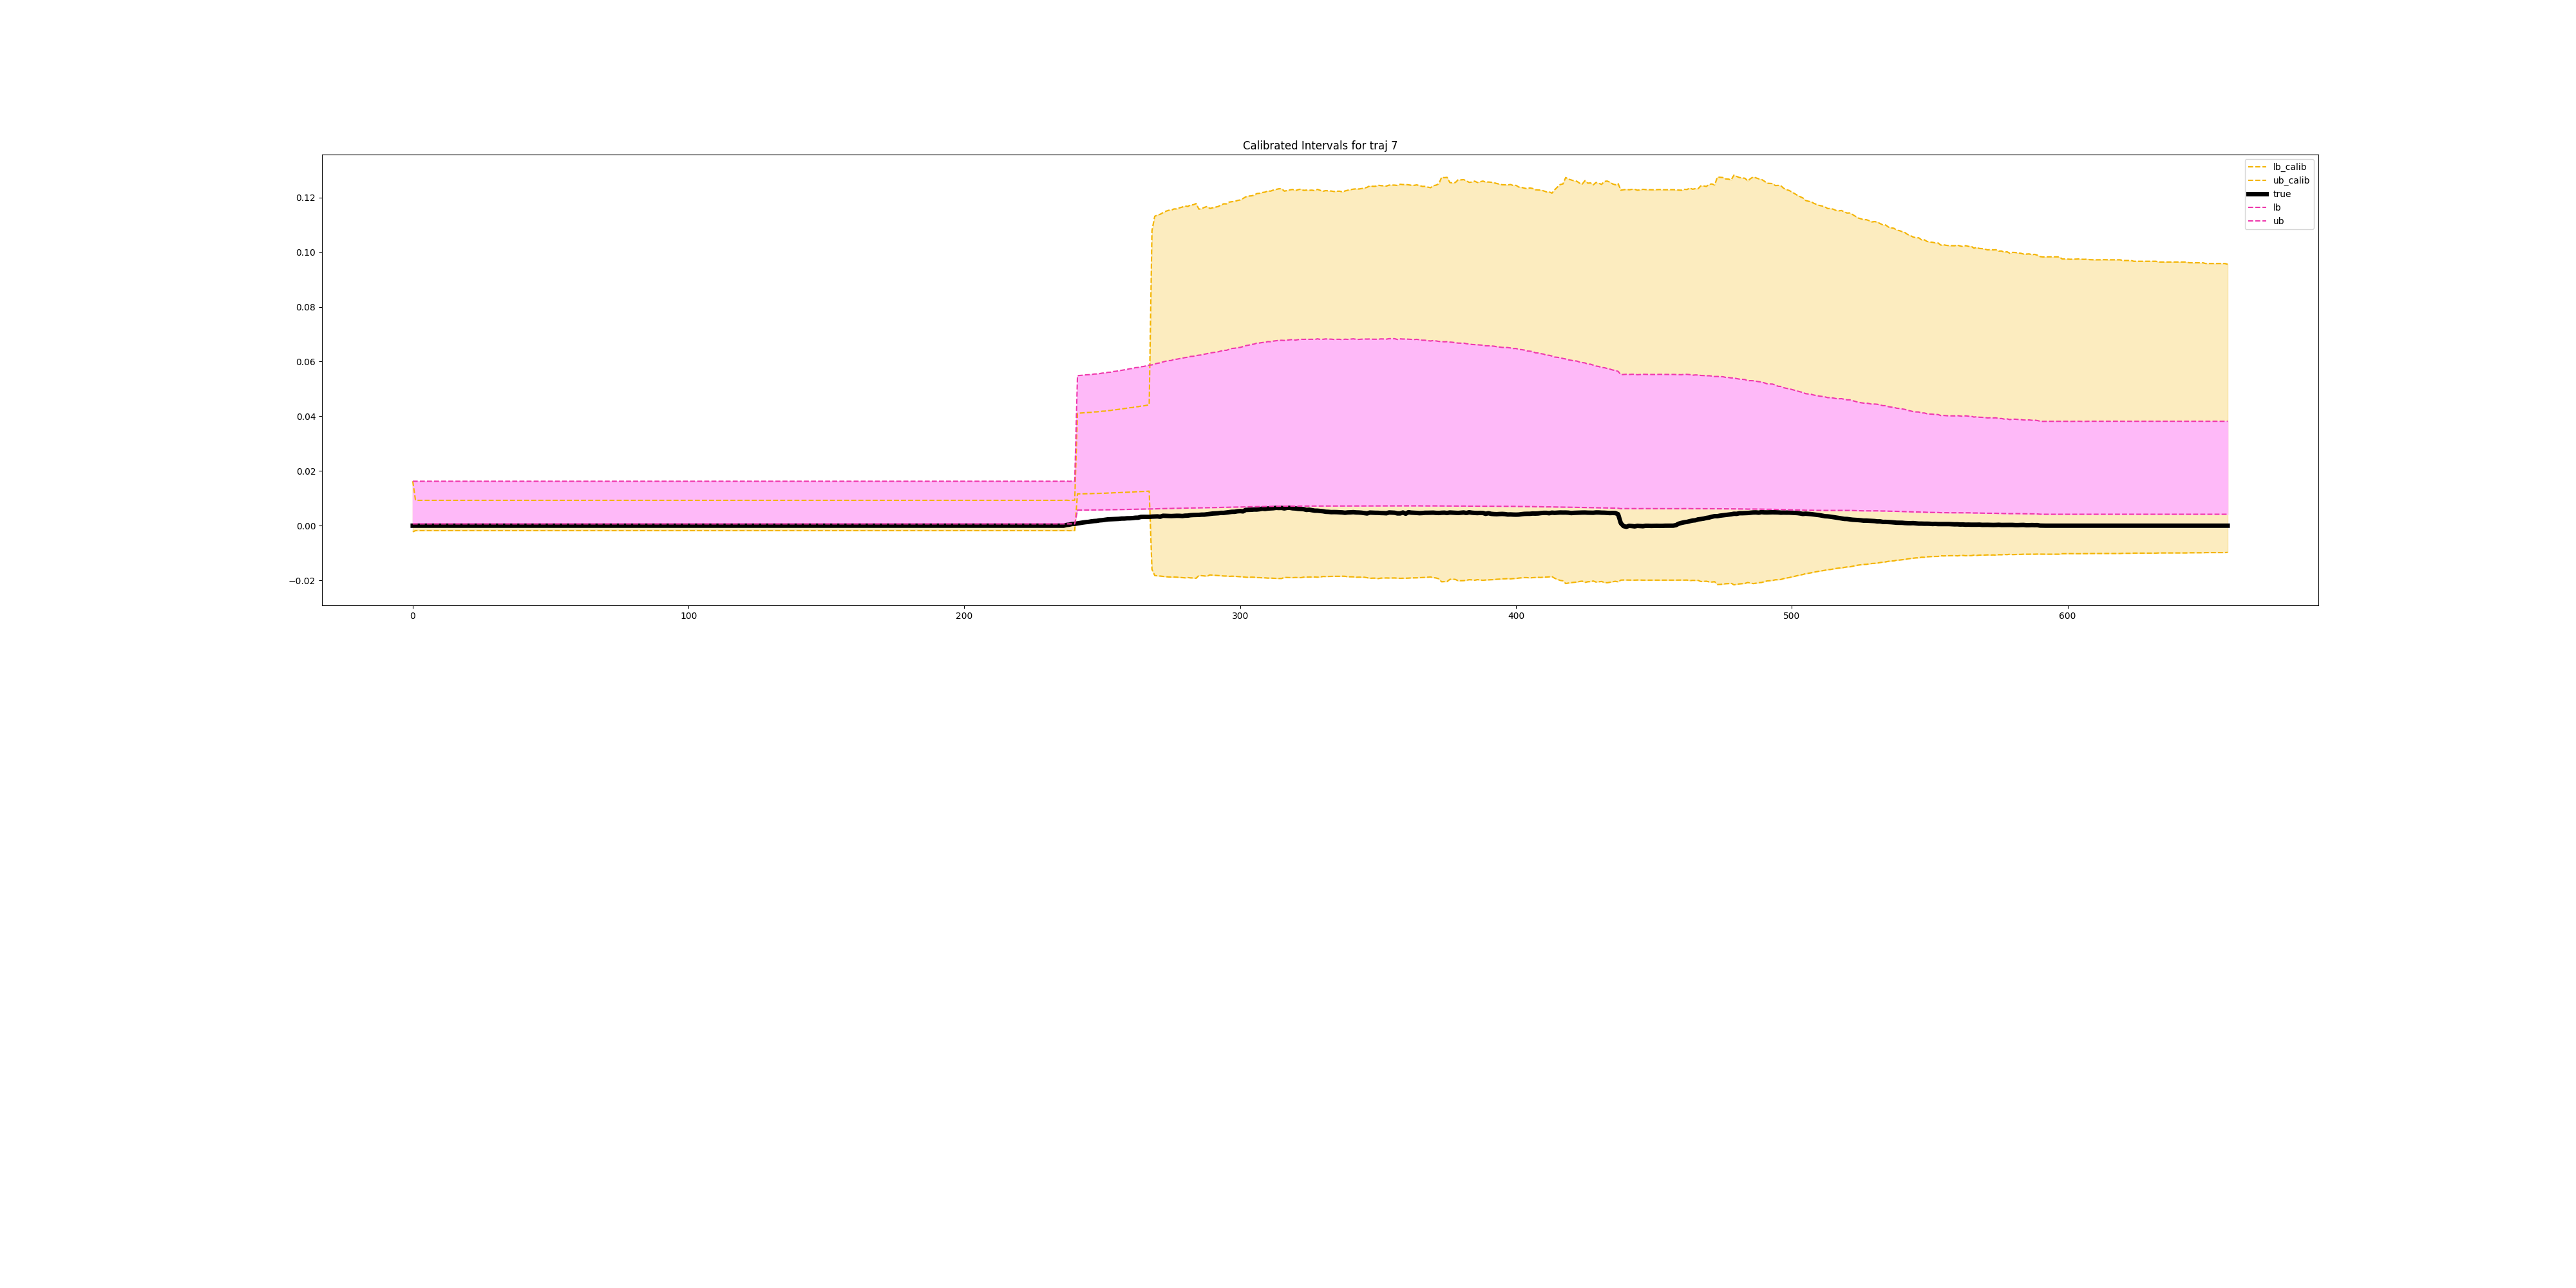 Calibrated Intervals for traj 7
lb_calib
ub_calib
true
lb
ub
0.12
0.10
0.08
0.06
0.04
0.02
0.00
−0.02
0 100 200 300 400 500 600